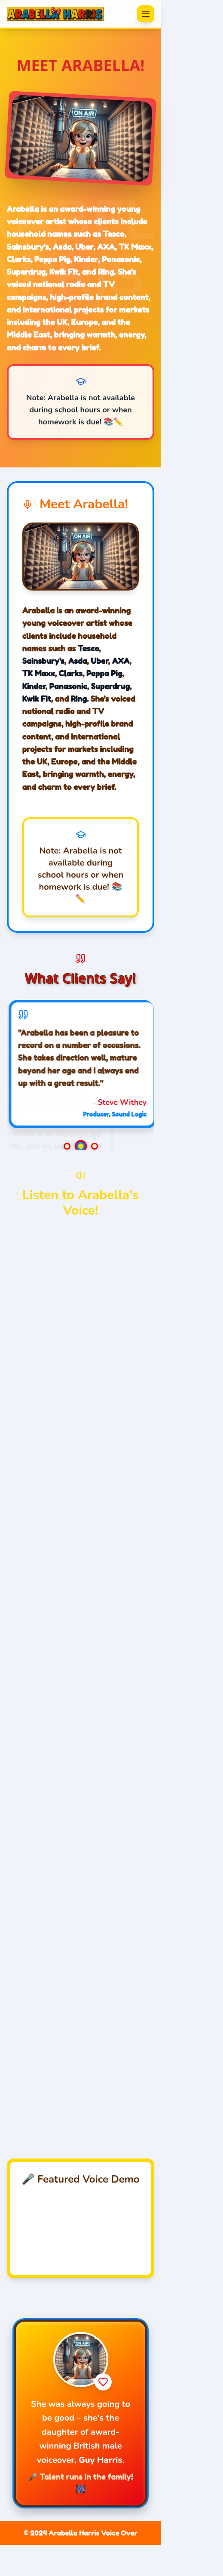 ARABELLA HARRIS
MEET ARABELLA!
ON AIR
Arabella is an award-winning young
voiceover artist whose clients include
household names such as Tesco,
Sainsbury's, Asda, Uber, AXA, TK Maxx,
Clarks, Peppa Pig, Kinder, Panasonic,
Superdrug, Kwik Fit, and Ring. She's
voiced national radio and TV
campaigns, high-profile brand content,
and international projects for markets
including the UK, Europe, and the
Middle East, bringing warmth, energy,
and charm to every brief.
Note: Arabella is not available
during school hours or when
homework is due! 📚✏️
Meet Arabella!
ON AIR
Arabella is an award-winning
young voiceover artist whose
clients include household
names such as Tesco,
Sainsbury's, Asda, Uber, AXA,
TK Maxx, Clarks, Peppa Pig,
Kinder, Panasonic, Superdrug,
Kwik Fit, and Ring. She's voiced
national radio and TV
campaigns, high-profile brand
content, and international
projects for markets including
the UK, Europe, and the Middle
East, bringing warmth, energy,
and charm to every brief.
Note: Arabella is not
available during
school hours or when
homework is due! 📚
✏️
What Clients Say!
"Arabella has been a pleasure to
record on a number of occasions.
She takes direction well, mature
beyond her age and I always end
up with a great result."
– Steve Withey
Producer, Sound Logic
Listen to Arabella's
Voice!
🎤 Featured Voice Demo
She was always going to
be good – she's the
daughter of award-
winning British male
voiceover, Guy Harris.
🎤 Talent runs in the family!
© 2024 Arabella Harris Voice Over